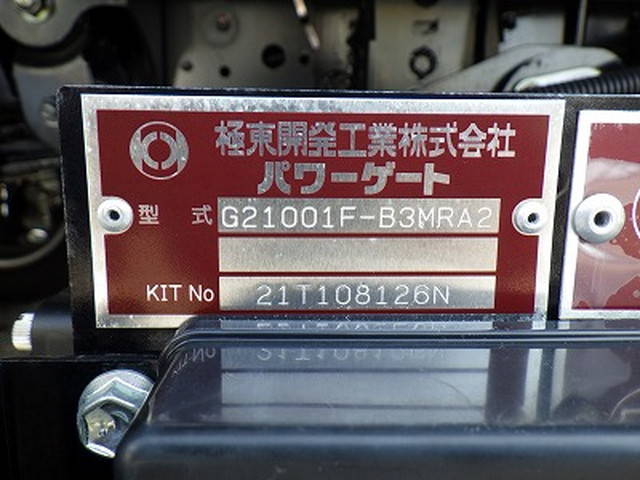 極東開発工業株式会社
パワーゲート
型 式 G21001F-B3MRA2
KIT No 21T108126N